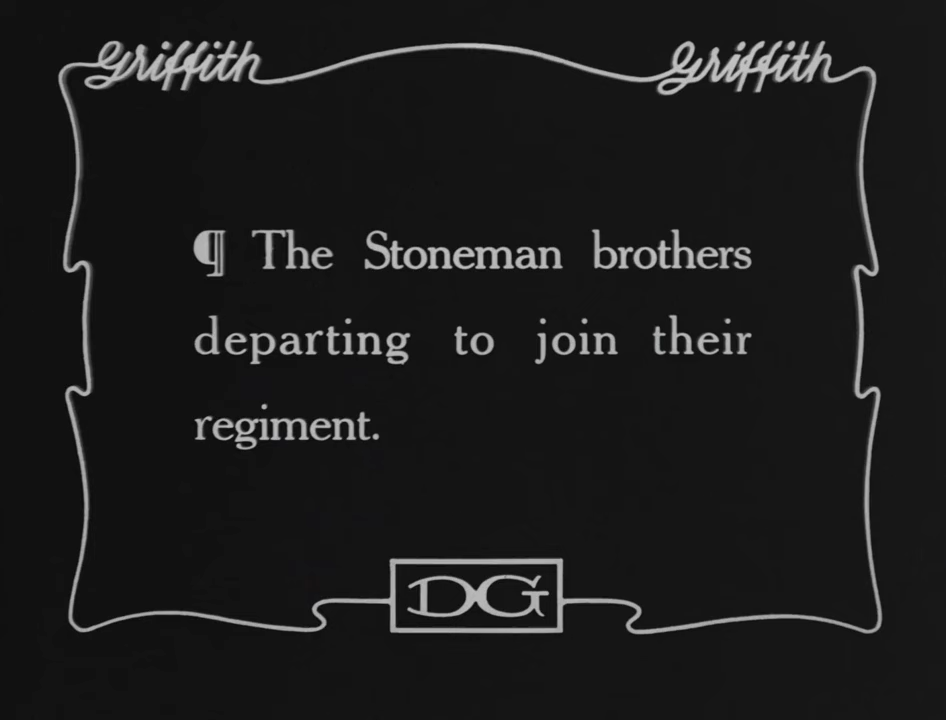 Griffith Griffith
¶ The Stoneman brothers
departing to join their
regiment.
DG